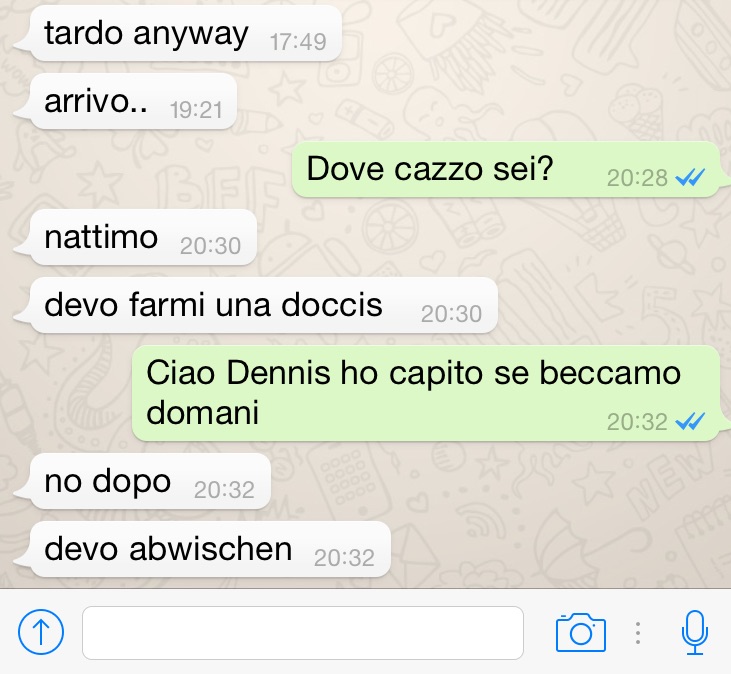 tardo anyway 17:49
arrivo.. 19:21
Dove cazzo sei? 20:28
nattimo 20:30
devo farmi una doccis 20:30
Ciao Dennis ho capito se beccamo
domani 20:32
no dopo 20:32
devo abwischen 20:32